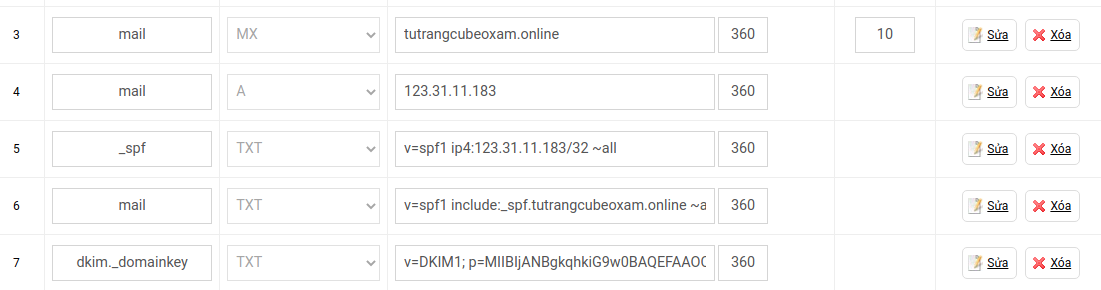 3 mail MX tutrangcubeoxam.online 360 10 Sửa Xóa
4 mail A 123.31.11.183 360 Sửa Xóa
5 _spf TXT v=spf1 ip4:123.31.11.183/32 ~all 360 Sửa Xóa
6 mail TXT v=spf1 include:_spf.tutrangcubeoxam.online ~a 360 Sửa Xóa
7 dkim._domainkey TXT v=DKIM1; p=MIIBIjANBgkqhkiG9w0BAQEFAAOC 360 Sửa Xóa